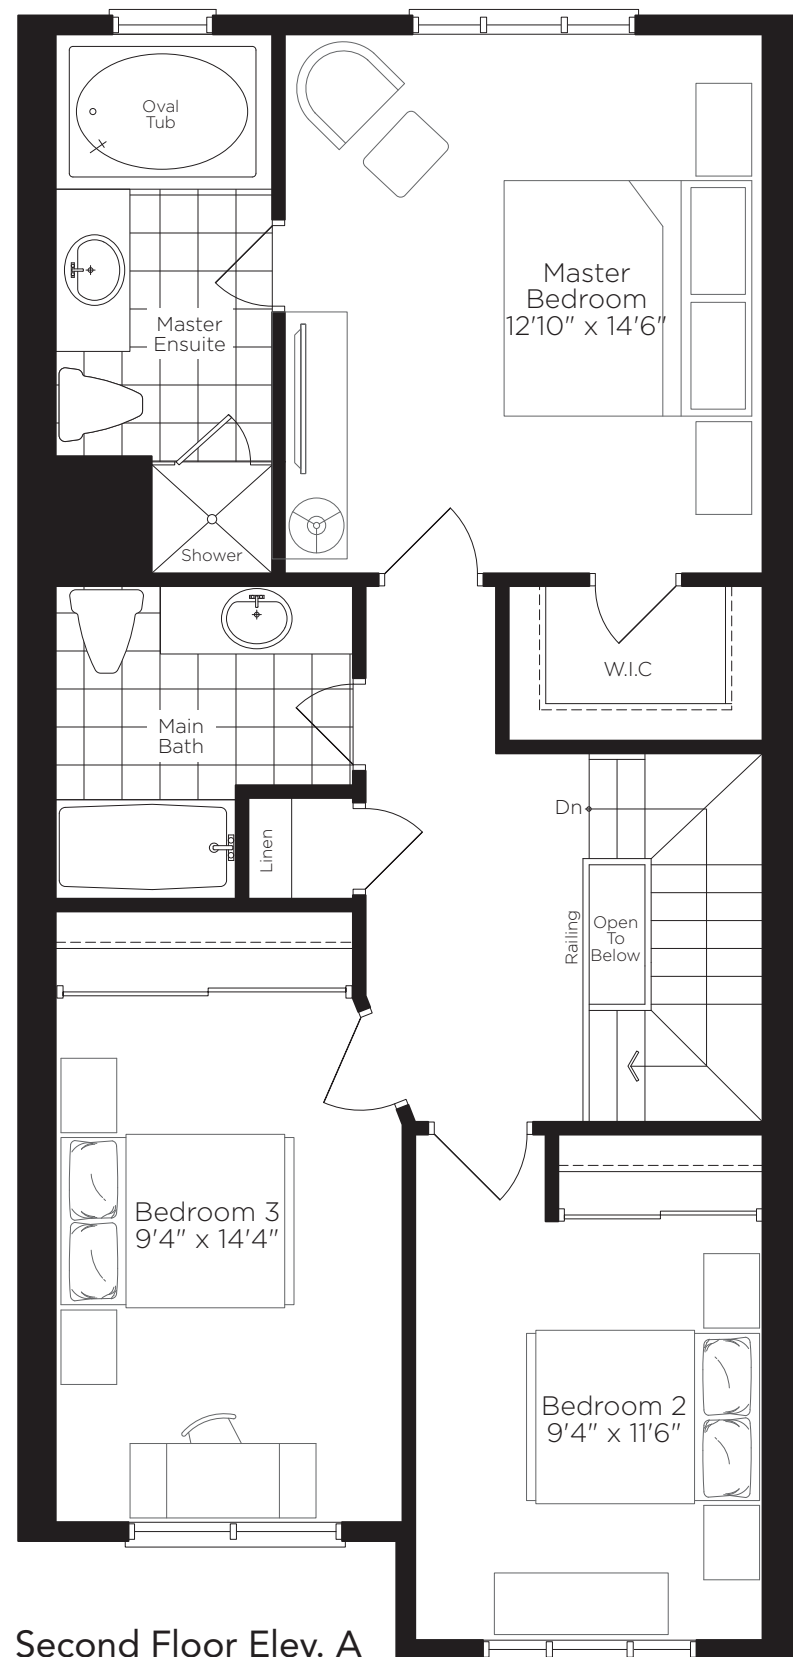 Oval
Tub
Master
Bedroom
12'10" x 14'6"
Master
Ensuite
Shower
W.I.C
Main
Bath
Dn
Linen
Railing
Open
To
Below
Bedroom 3
9'4" x 14'4"
Bedroom 2
9'4" x 11'6"
Second Floor Elev. A